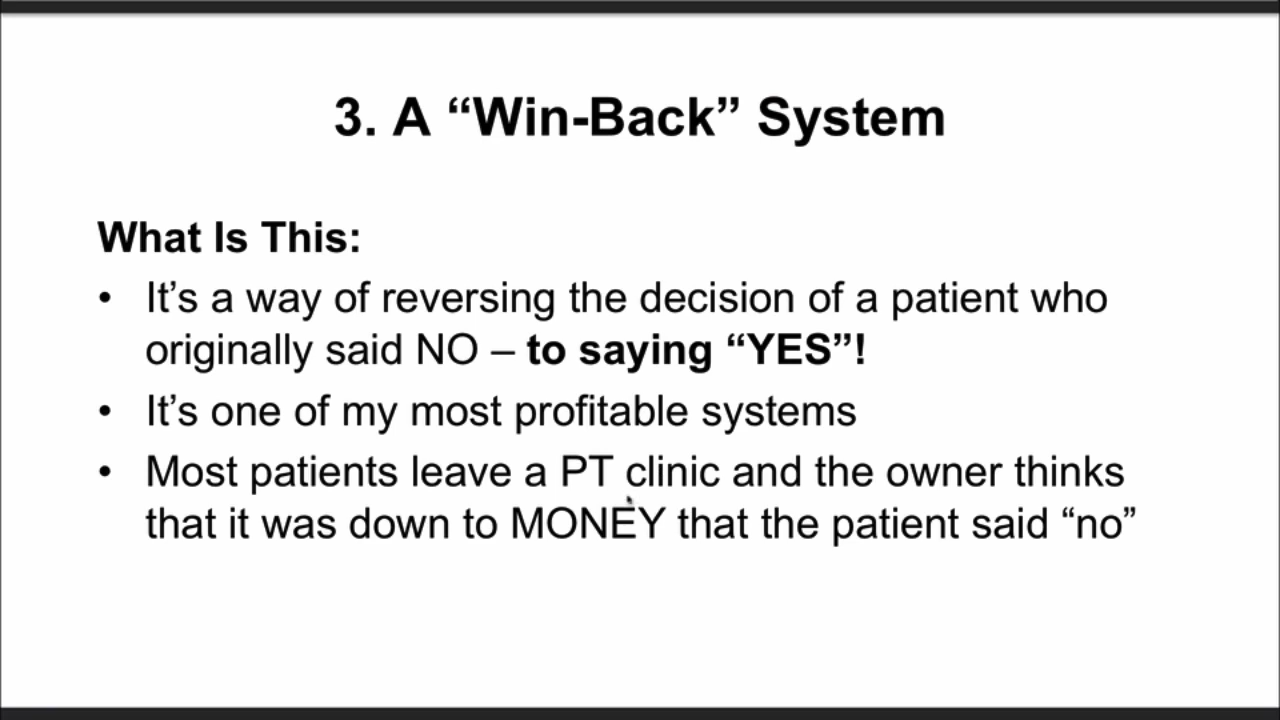 3. A “Win-Back” System
What Is This:
• It’s a way of reversing the decision of a patient who
originally said NO – to saying “YES”!
• It’s one of my most profitable systems
• Most patients leave a PT clinic and the owner thinks
that it was down to MONEY that the patient said “no”